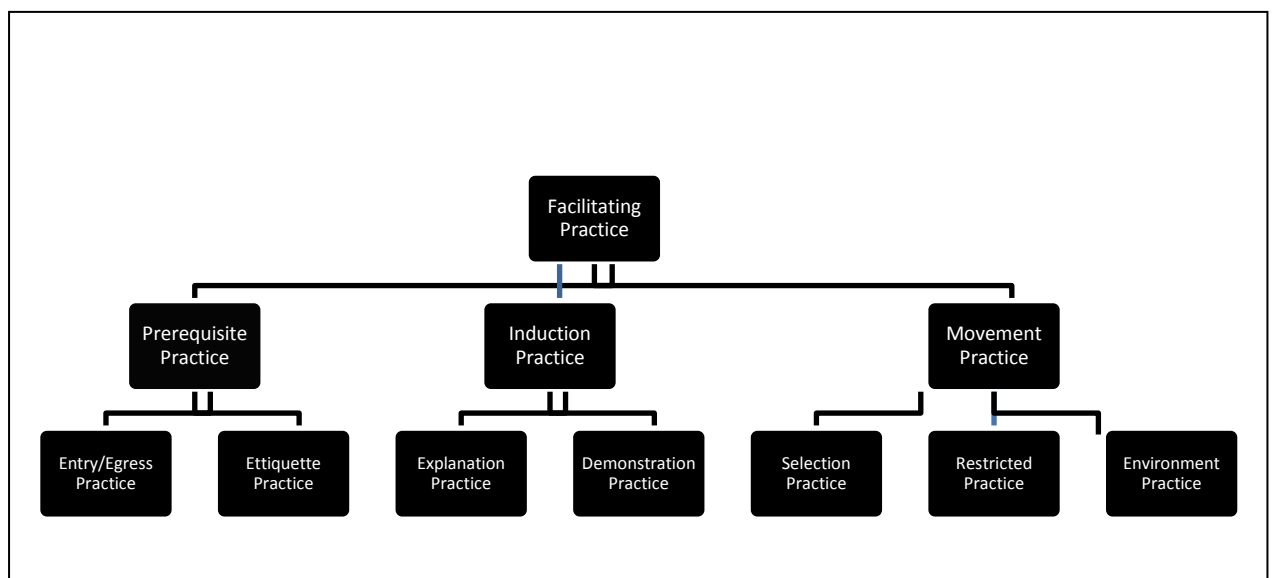 Facilitating
Practice
Prerequisite
Practice
Induction
Practice
Movement
Practice
Entry/Egress
Practice
Ettiquette
Practice
Explanation
Practice
Demonstration
Practice
Selection
Practice
Restricted
Practice
Environment
Practice